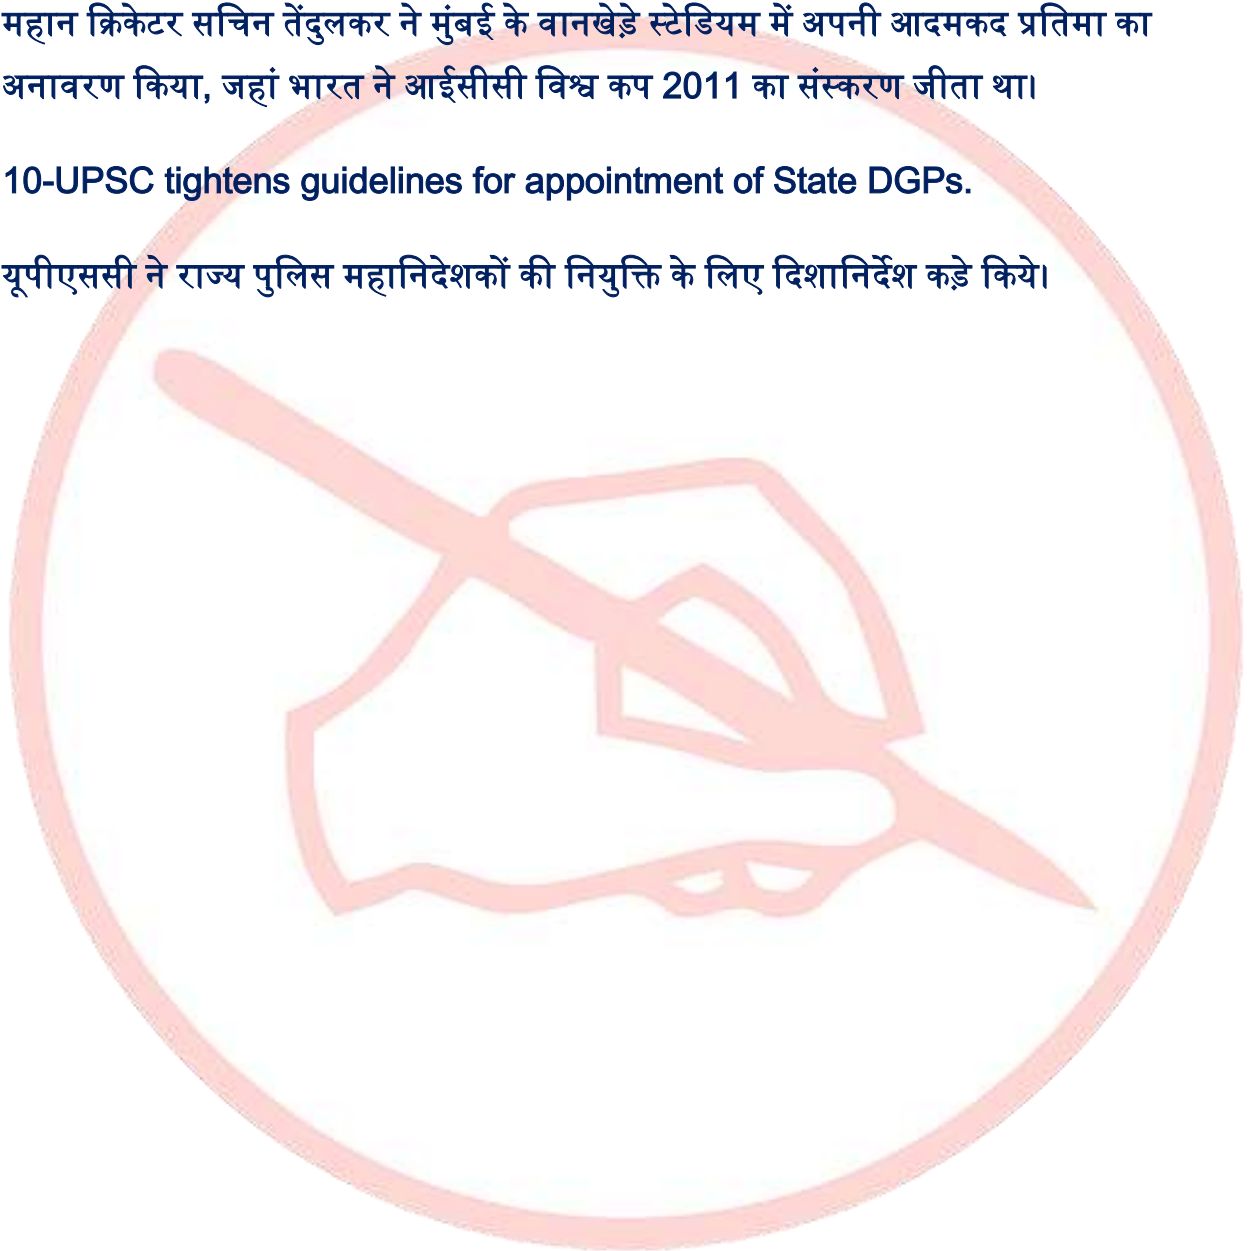 महान क्रिकेटर सचिन तेंदुलकर ने मुंबई के वानखेड़े स्टेडियम में अपनी आदमकद प्रतिमा का
अनावरण किया, जहां भारत ने आईसीसी विश्व कप 2011 का संस्करण जीता था।
10-UPSC tightens guidelines for appointment of State DGPs.
यूपीएससी ने राज्य पुलिस महानिदेशकों की नियुक्ति के लिए दिशानिर्देश कड़े किये।